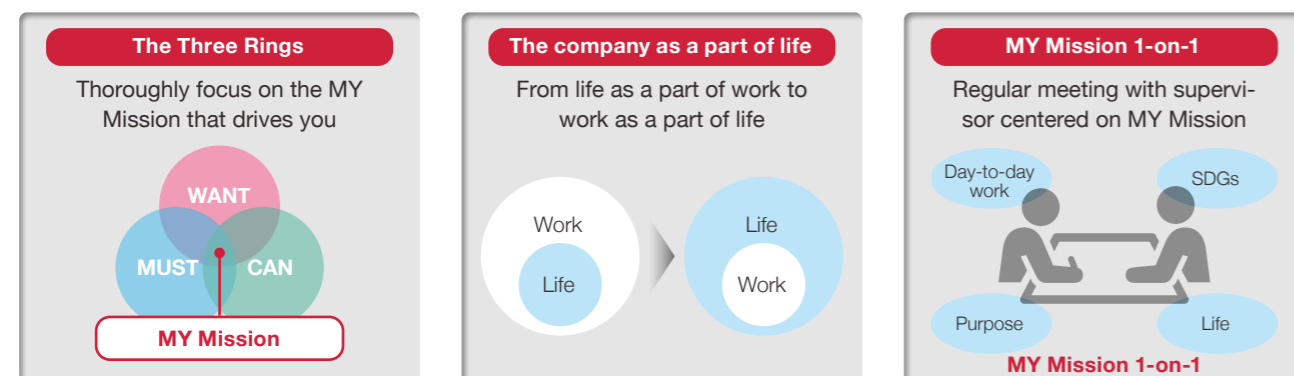 The Three Rings
Thoroughly focus on the MY
Mission that drives you
WANT
MUST
CAN
MY Mission
The company as a part of life
From life as a part of work to
work as a part of life
Work
Life
Life
Work
MY Mission 1-on-1
Regular meeting with supervi-
sor centered on MY Mission
Day-to-day
work
SDGs
Purpose
Life
MY Mission 1-on-1